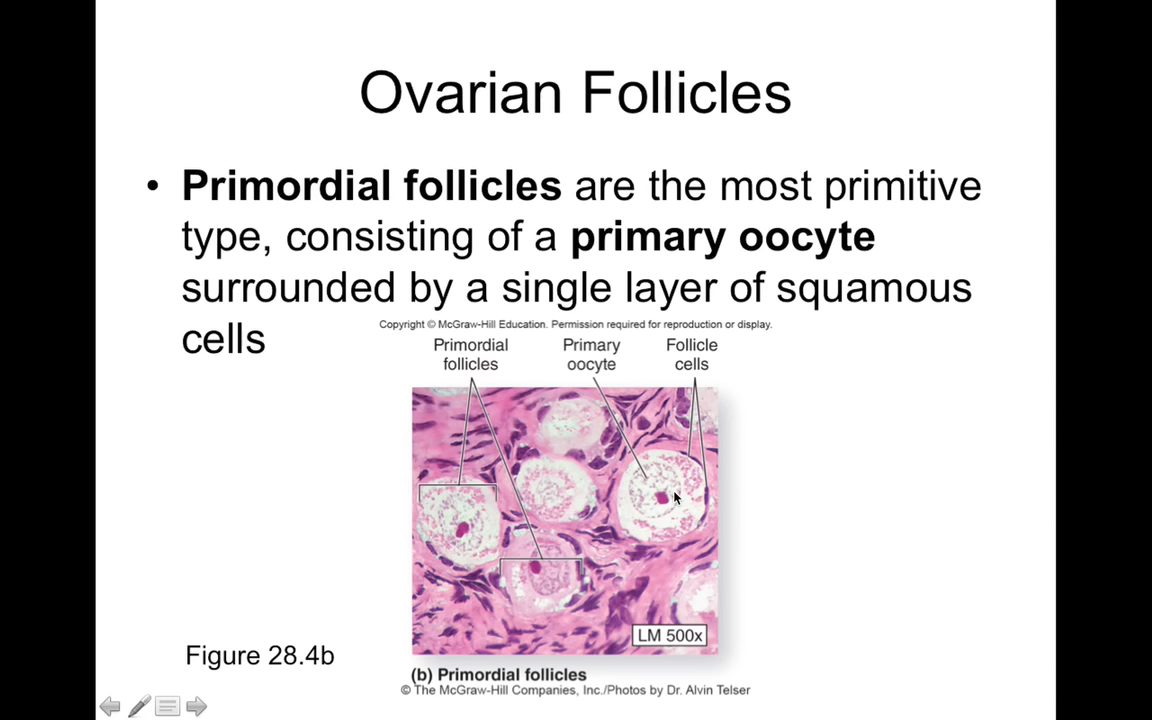 Ovarian Follicles
• Primordial follicles are the most primitive
type, consisting of a primary oocyte
surrounded by a single layer of squamous
cells
Copyright © McGraw-Hill Education. Permission required for reproduction or display.
Primordial follicles
Primary oocyte
Follicle cells
LM 500x
Figure 28.4b
(b) Primordial follicles
© The McGraw-Hill Companies, Inc./Photos by Dr. Alvin Telser